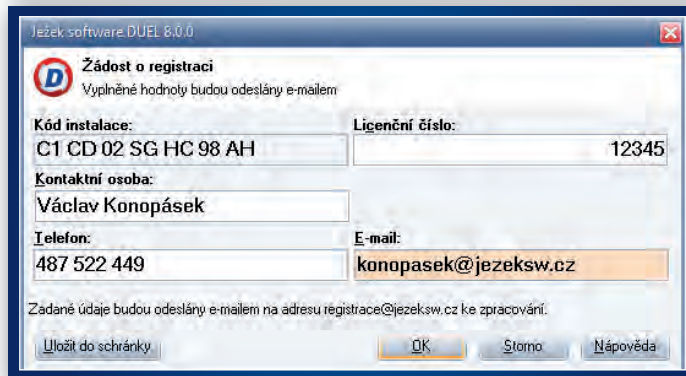 Ježek software DUEL 8.0.0
D
Žádost o registraci
Vyplněné hodnoty budou odeslány e-mailem
Kód instalace:
C1 CD 02 SG HC 98 AH
Licenční číslo:
12345
Kontaktní osoba:
Václav Konopásek
Telefon:
487 522 449
E-mail:
konopasek@jezeksw.cz
Zadané údaje budou odeslány e-mailem na adresu registrace@jezeksw.cz ke zpracování.
Uložit do schránky
OK
Storno
Nápověda